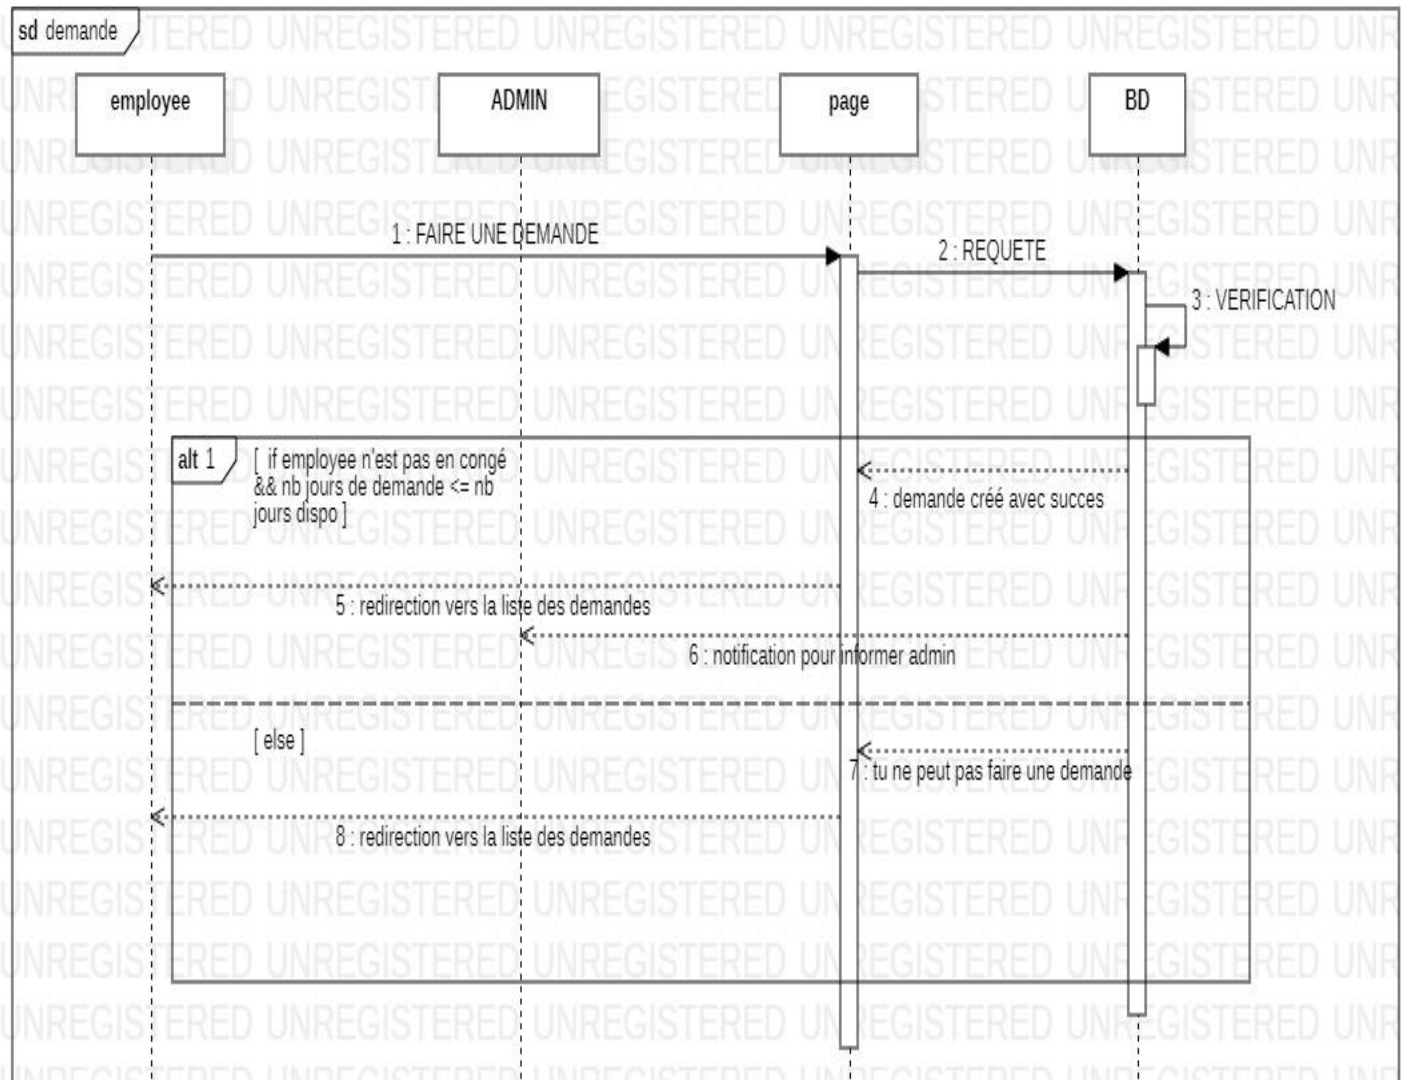 sd demande
employee
ADMIN
page
BD
1 : FAIRE UNE DEMANDE
2 : REQUETE
3 : VERIFICATION
alt 1
[ if employee n'est pas en congé
&& nb jours de demande <= nb
jours dispo ]
4 : demande créé avec succes
5 : redirection vers la liste des demandes
6 : notification pour informer admin
[ else ]
7 : tu ne peut pas faire une demande
8 : redirection vers la liste des demandes
UNREGISTERED